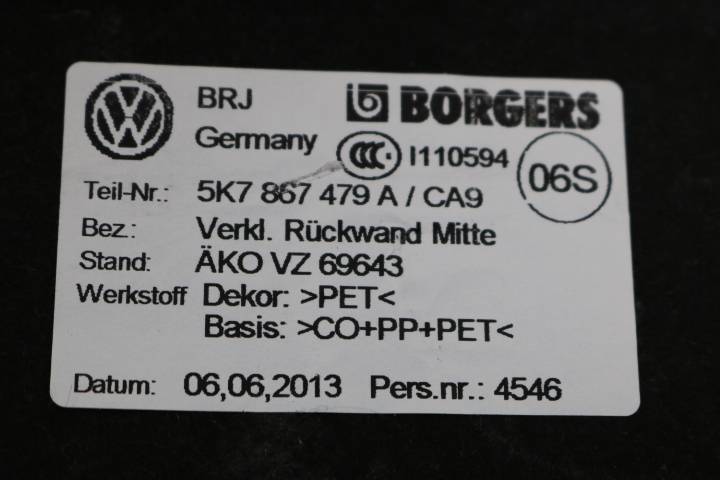 BRJ BORGERS
Germany CCC I110594 06S
Teil-Nr.: 5K7 867 479 A / CA9
Bez.: Verkl. Rückwand Mitte
Stand: ÄKO VZ 69643
Werkstoff Dekor: >PET<
Basis: >CO+PP+PET<
Datum: 06,06,2013 Pers.nr.: 4546